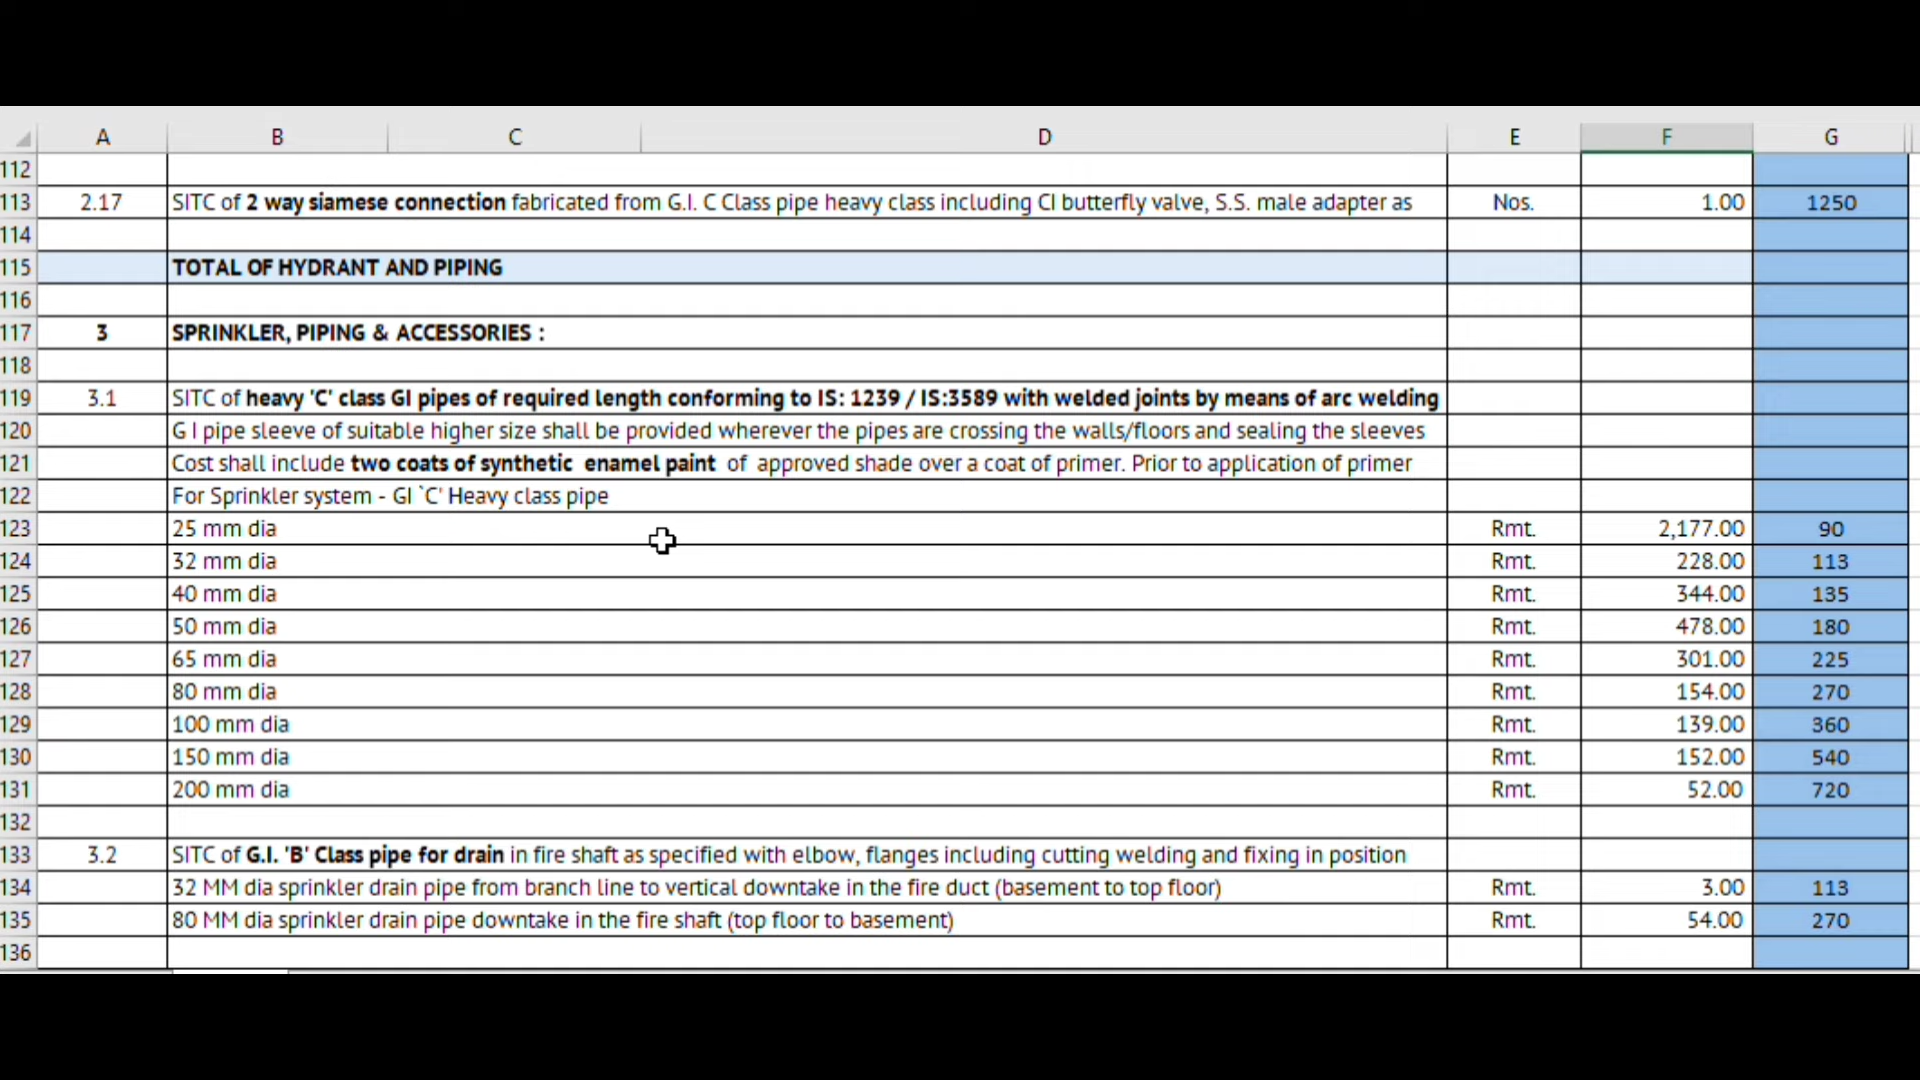 A B C D E F G
112
113 2.17 SITC of 2 way siamese connection fabricated from G.I. C Class pipe heavy class including CI butterfly valve, S.S. male adapter as Nos. 1.00 1250
114
115 TOTAL OF HYDRANT AND PIPING
116
117 3 SPRINKLER, PIPING & ACCESSORIES :
118
119 3.1 SITC of heavy 'C' class GI pipes of required length conforming to IS: 1239 / IS:3589 with welded joints by means of arc welding
120 G I pipe sleeve of suitable higher size shall be provided wherever the pipes are crossing the walls/floors and sealing the sleeves
121 Cost shall include two coats of synthetic enamel paint of approved shade over a coat of primer. Prior to application of primer
122 For Sprinkler system - GI `C' Heavy class pipe
123 25 mm dia Rmt. 2,177.00 90
124 32 mm dia Rmt. 228.00 113
125 40 mm dia Rmt. 344.00 135
126 50 mm dia Rmt. 478.00 180
127 65 mm dia Rmt. 301.00 225
128 80 mm dia Rmt. 154.00 270
129 100 mm dia Rmt. 139.00 360
130 150 mm dia Rmt. 152.00 540
131 200 mm dia Rmt. 52.00 720
132
133 3.2 SITC of G.I. 'B' Class pipe for drain in fire shaft as specified with elbow, flanges including cutting welding and fixing in position
134 32 MM dia sprinkler drain pipe from branch line to vertical downtake in the fire duct (basement to top floor) Rmt. 3.00 113
135 80 MM dia sprinkler drain pipe downtake in the fire shaft (top floor to basement) Rmt. 54.00 270
136